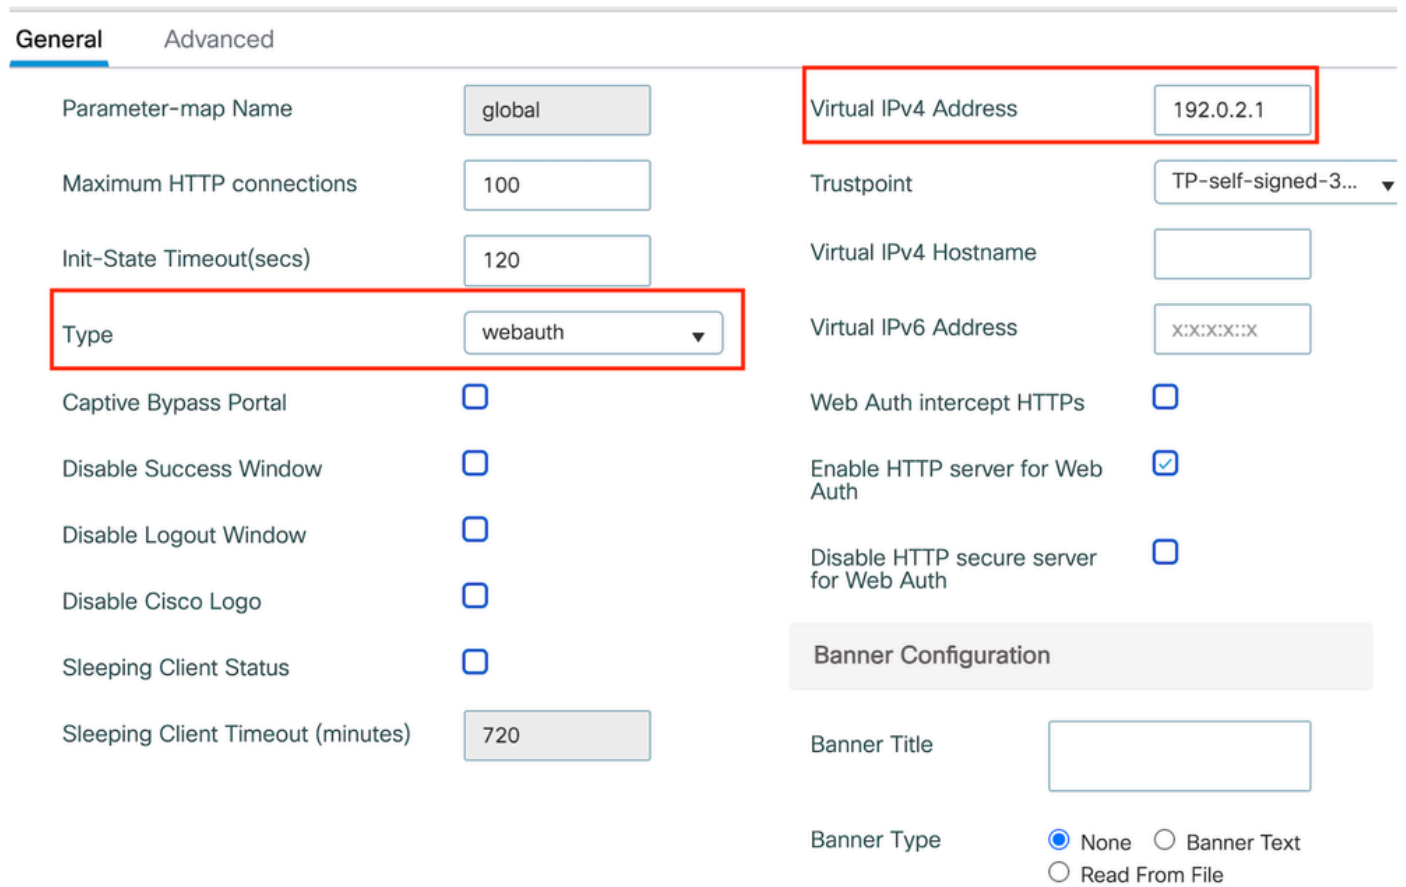 General
Advanced
Parameter-map Name
global
Maximum HTTP connections
100
Init-State Timeout(secs)
120
Type
webauth
Captive Bypass Portal
Disable Success Window
Disable Logout Window
Disable Cisco Logo
Sleeping Client Status
Sleeping Client Timeout (minutes)
720
Virtual IPv4 Address
192.0.2.1
Trustpoint
TP-self-signed-3...
Virtual IPv4 Hostname
Virtual IPv6 Address
x:x:x:x::x
Web Auth intercept HTTPs
Enable HTTP server for Web
Auth
Disable HTTP secure server
for Web Auth
Banner Configuration
Banner Title
Banner Type
None
Banner Text
Read From File